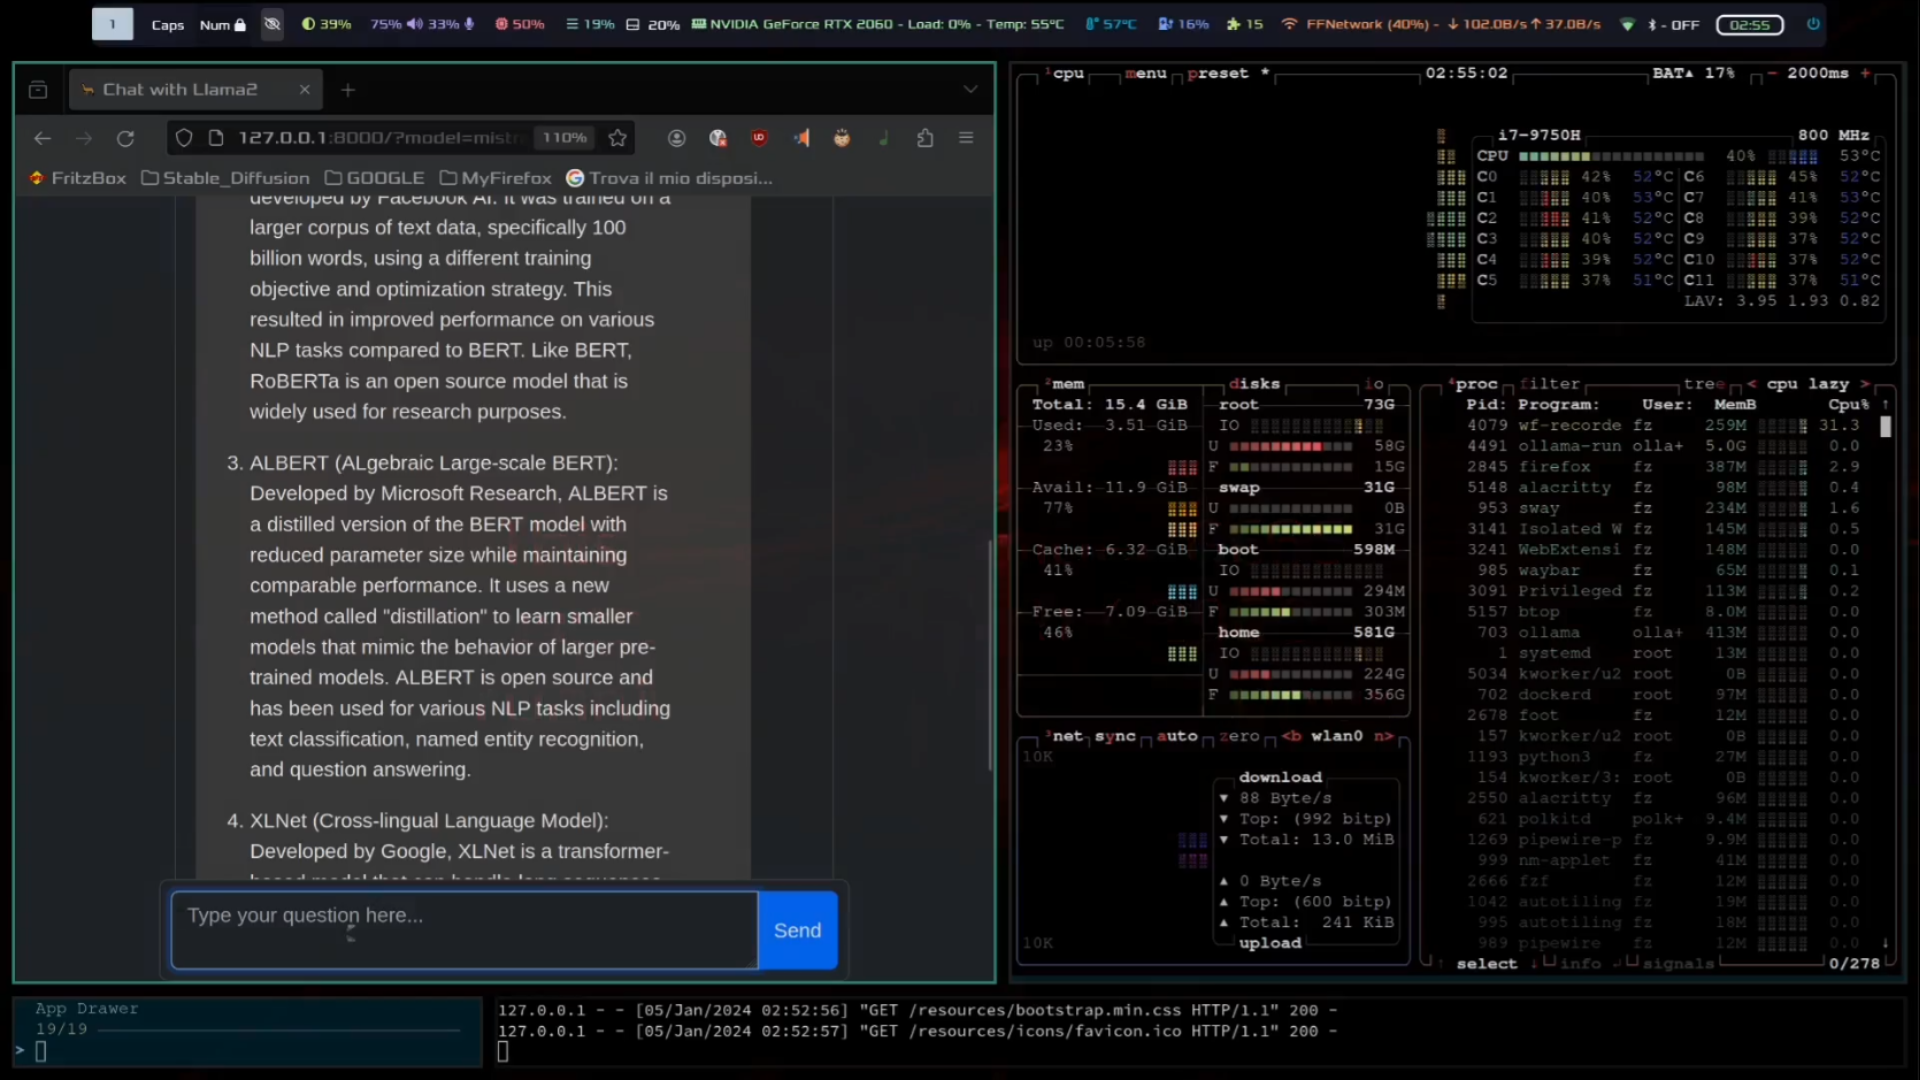 1 Caps Num 39% 75% 33% 50% 19% 20% NVIDIA GeForce RTX 2060 - Load: 0% - Temp: 55°C 57°C 16% 15 FFNetwork (40%) - 102.0B/s 37.0B/s - OFF 02:55
Chat with Llama2
127.0.0.1:8000/?model=mistr 110%
FritzBox Stable_Diffusion GOOGLE MyFirefox Trova il mio disposi...
developed by Facebook AI. It was trained on a
larger corpus of text data, specifically 100
billion words, using a different training
objective and optimization strategy. This
resulted in improved performance on various
NLP tasks compared to BERT. Like BERT,
RoBERTa is an open source model that is
widely used for research purposes.
3. ALBERT (ALgebraic Large-scale BERT):
Developed by Microsoft Research, ALBERT is
a distilled version of the BERT model with
reduced parameter size while maintaining
comparable performance. It uses a new
method called "distillation" to learn smaller
models that mimic the behavior of larger pre-
trained models. ALBERT is open source and
has been used for various NLP tasks including
text classification, named entity recognition,
and question answering.
4. XLNet (Cross-lingual Language Model):
Developed by Google, XLNet is a transformer-
based model that can handle long sequences
Type your question here...
Send
¹cpu menu preset * 02:55:02 BAT▲ 17% - 2000ms +
i7-9750H 800 MHz
CPU 40% 53°C
C0 42% 52°C C6 45% 52°C
C1 40% 53°C C7 41% 53°C
C2 41% 52°C C8 39% 52°C
C3 40% 52°C C9 37% 52°C
C4 39% 52°C C10 37% 52°C
C5 37% 51°C C11 37% 51°C
LAV: 3.95 1.93 0.82
up 00:05:58
²mem disks io
Total: 15.4 GiB root 73G
Used: 3.51 GiB IO
23% U 58G
F 15G
Avail: 11.9 GiB swap 31G
77% U 0B
F 31G
Cache: 6.32 GiB boot 598M
41% IO
U 294M
Free: 7.09 GiB F 303M
46% home 581G
IO
U 224G
F 356G
³net sync auto zero <b wlan0 n>
10K
download
▼ 88 Byte/s
▼ Top: (992 bitp)
▼ Total: 13.0 MiB
▲ 0 Byte/s
▲ Top: (600 bitp)
▲ Total: 241 KiB
10K upload
⁴proc filter tree < cpu lazy >
Pid: Program: User: MemB Cpu% ↑
4079 wf-recorde fz 259M 31.3
4491 ollama-run olla+ 5.0G 0.0
2845 firefox fz 387M 2.9
5148 alacritty fz 98M 0.4
953 sway fz 234M 1.6
3141 Isolated W fz 145M 0.5
3241 WebExtensi fz 148M 0.0
985 waybar fz 65M 0.1
3091 Privileged fz 113M 0.2
5157 btop fz 8.0M 0.0
703 ollama olla+ 413M 0.0
1 systemd root 13M 0.0
5034 kworker/u2 root 0B 0.0
702 dockerd root 97M 0.0
2678 foot fz 12M 0.0
157 kworker/u2 root 0B 0.0
1193 python3 fz 27M 0.0
154 kworker/3: root 0B 0.0
2550 alacritty fz 96M 0.0
621 polkitd polk+ 9.4M 0.0
1269 pipewire-p fz 9.9M 0.0
999 nm-applet fz 41M 0.0
2666 fzf fz 12M 0.0
1042 autotiling fz 19M 0.0
995 autotiling fz 18M 0.0
989 pipewire fz 12M 0.0 ↓
↑ select ↓ info ↵ signals 0/278
App Drawer
19/19
>
127.0.0.1 - - [05/Jan/2024 02:52:56] "GET /resources/bootstrap.min.css HTTP/1.1" 200 -
127.0.0.1 - - [05/Jan/2024 02:52:57] "GET /resources/icons/favicon.ico HTTP/1.1" 200 -